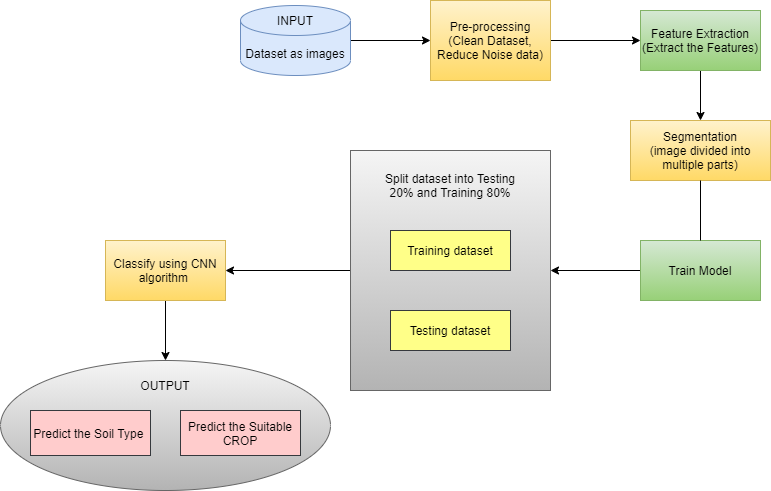 INPUT
Dataset as images
Pre-processing
(Clean Dataset,
Reduce Noise data)
Feature Extraction
(Extract the Features)
Segmentation
(image divided into
multiple parts)
Train Model
Split dataset into Testing
20% and Training 80%
Training dataset
Testing dataset
Classify using CNN
algorithm
OUTPUT
Predict the Soil Type
Predict the Suitable
CROP